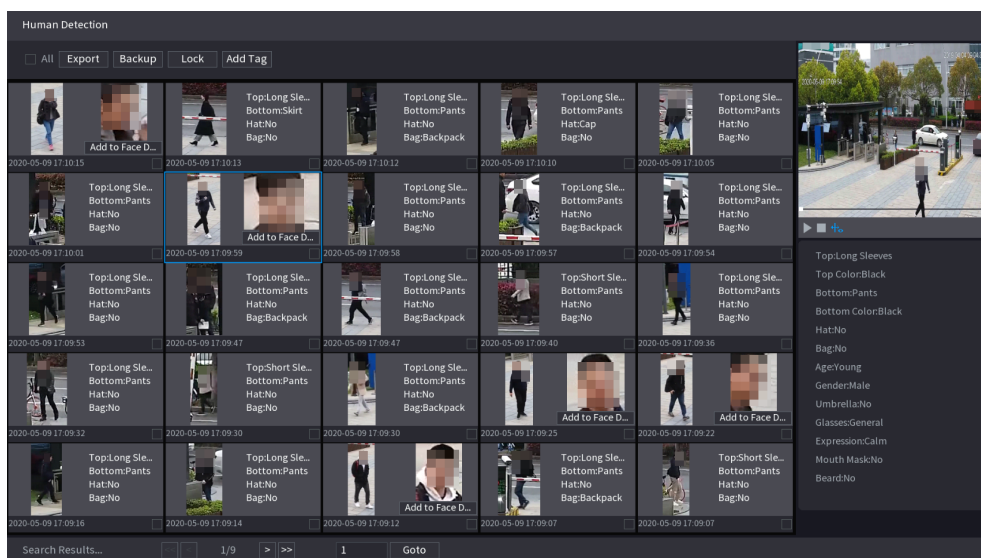 Human Detection
All Export Backup Lock Add Tag
Add to Face D...
2020-05-09 17:10:15
Top:Long Sle...
Bottom:Skirt
Hat:No
Bag:No
2020-05-09 17:10:13
Top:Long Sle...
Bottom:Pants
Hat:No
Bag:Backpack
2020-05-09 17:10:12
Top:Long Sle...
Bottom:Pants
Hat:Cap
Bag:No
2020-05-09 17:10:10
Top:Long Sle...
Bottom:Pants
Hat:No
Bag:No
2020-05-09 17:10:05
Top:Long Sle...
Bottom:Pants
Hat:No
Bag:No
2020-05-09 17:10:01
Add to Face D...
2020-05-09 17:09:59
Top:Long Sle...
Bottom:Pants
Hat:No
Bag:No
2020-05-09 17:09:58
Top:Long Sle...
Bottom:Pants
Hat:No
Bag:Backpack
2020-05-09 17:09:57
Top:Long Sle...
Bottom:Pants
Hat:No
Bag:No
2020-05-09 17:09:54
Top:Long Sle...
Bottom:Pants
Hat:No
Bag:No
2020-05-09 17:09:53
Top:Long Sle...
Bottom:Pants
Hat:No
Bag:Backpack
2020-05-09 17:09:47
Top:Long Sle...
Bottom:Pants
Hat:No
Bag:Backpack
2020-05-09 17:09:47
Top:Short Sle...
Bottom:Pants
Hat:No
Bag:No
2020-05-09 17:09:40
Top:Long Sle...
Bottom:Pants
Hat:No
Bag:No
2020-05-09 17:09:36
Top:Long Sle...
Bottom:Pants
Hat:No
Bag:No
2020-05-09 17:09:32
Top:Short Sle...
Bottom:Pants
Hat:No
Bag:No
2020-05-09 17:09:30
Top:Long Sle...
Bottom:Pants
Hat:No
Bag:Backpack
2020-05-09 17:09:30
Add to Face D...
2020-05-09 17:09:25
Add to Face D...
2020-05-09 17:09:22
Top:Long Sle...
Bottom:Pants
Hat:No
Bag:No
2020-05-09 17:09:16
Top:Long Sle...
Bottom:Pants
Hat:No
Bag:No
2020-05-09 17:09:14
Add to Face D...
2020-05-09 17:09:12
Top:Long Sle...
Bottom:Pants
Hat:No
Bag:Backpack
2020-05-09 17:09:07
Top:Short Sle...
Bottom:Pants
Hat:No
Bag:No
2020-05-09 17:09:07
Top:Long Sleeves
Top Color:Black
Bottom:Pants
Bottom Color:Black
Hat:No
Bag:No
Age:Young
Gender:Male
Umbrella:No
Glasses:General
Expression:Calm
Mouth Mask:No
Beard:No
Search Results... 1/9 > >> 1 Goto